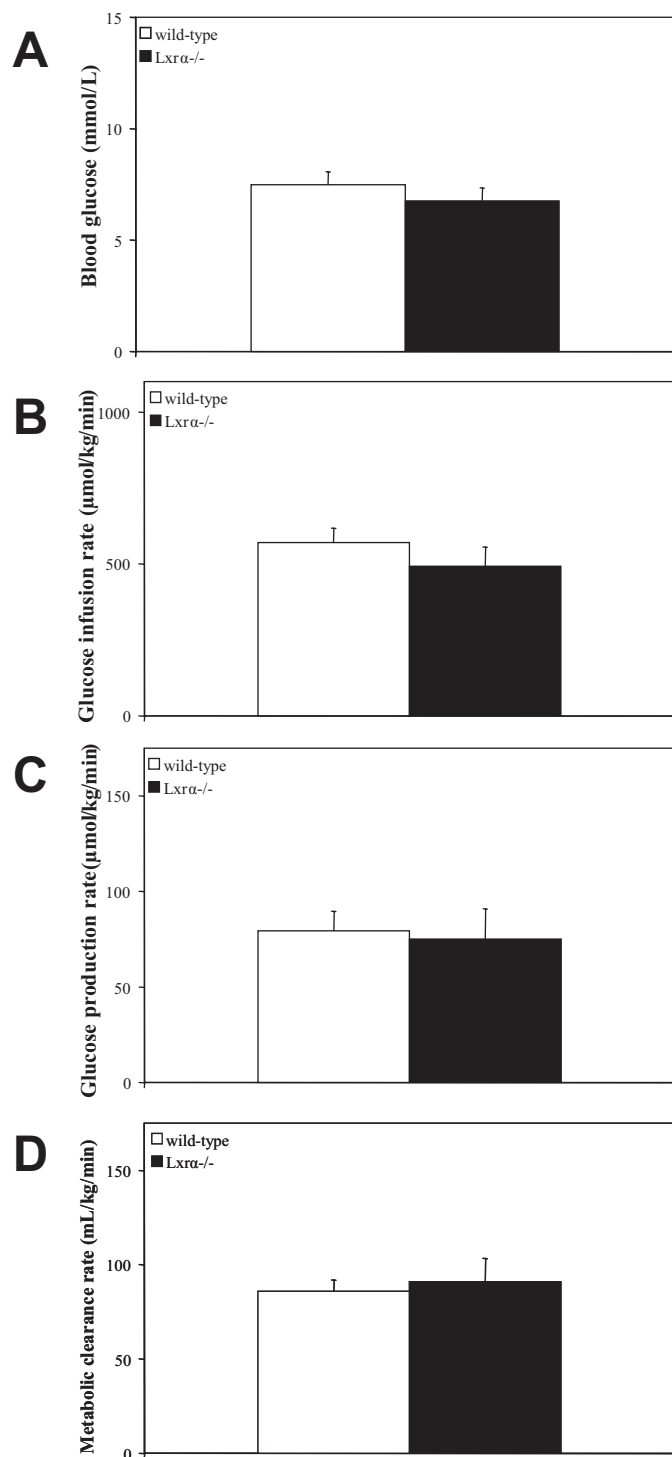 A
Blood glucose (mmol/L)
15
10
5
0
wild-type
Lxrα-/-
B
Glucose infusion rate (μmol/kg/min)
1000
500
0
wild-type
Lxrα-/-
C
Glucose production rate(μmol/kg/min)
150
100
50
0
wild-type
Lxrα-/-
D
Metabolic clearance rate (mL/kg/min)
150
100
50
0
wild-type
Lxrα-/-